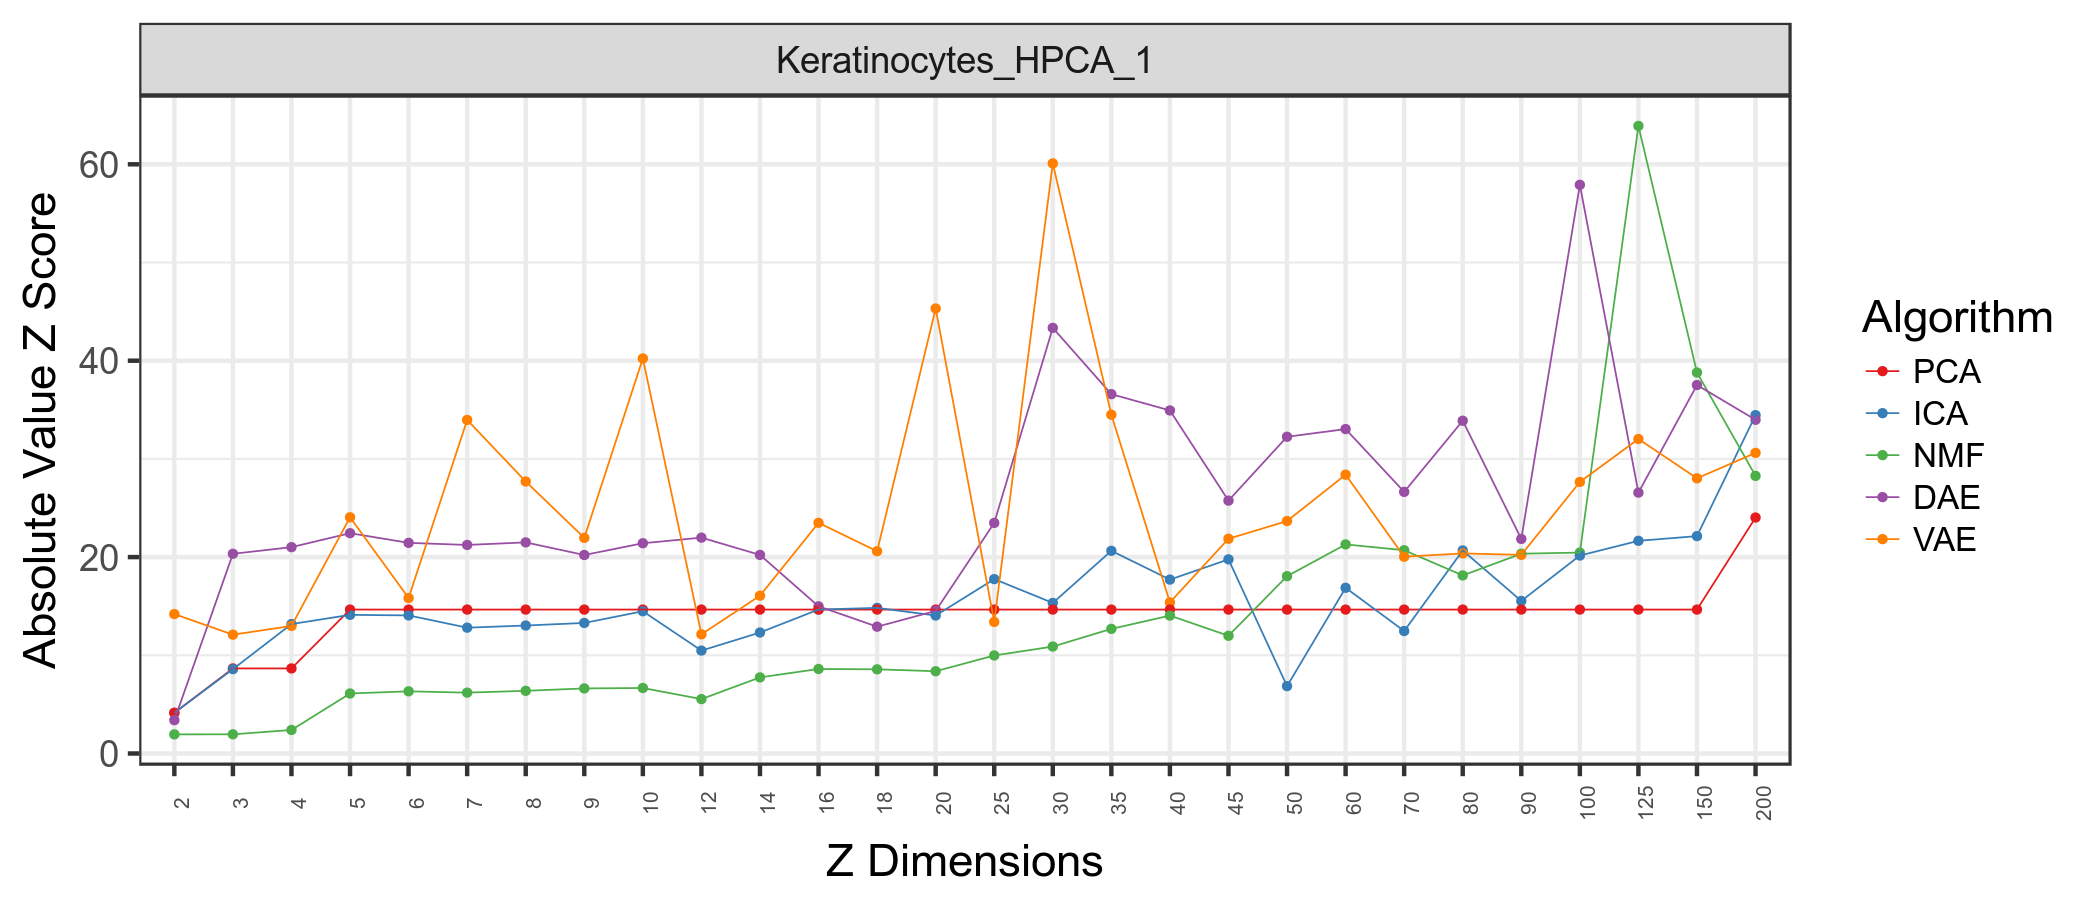 Keratinocytes_HPCA_1
Absolute Value Z Score
60
40
20
0
2 3 4 5 6 7 8 9 10 12 14 16 18 20 25 30 35 40 45 50 60 70 80 90 100 125 150 200
Z Dimensions
Algorithm
PCA
ICA
NMF
DAE
VAE